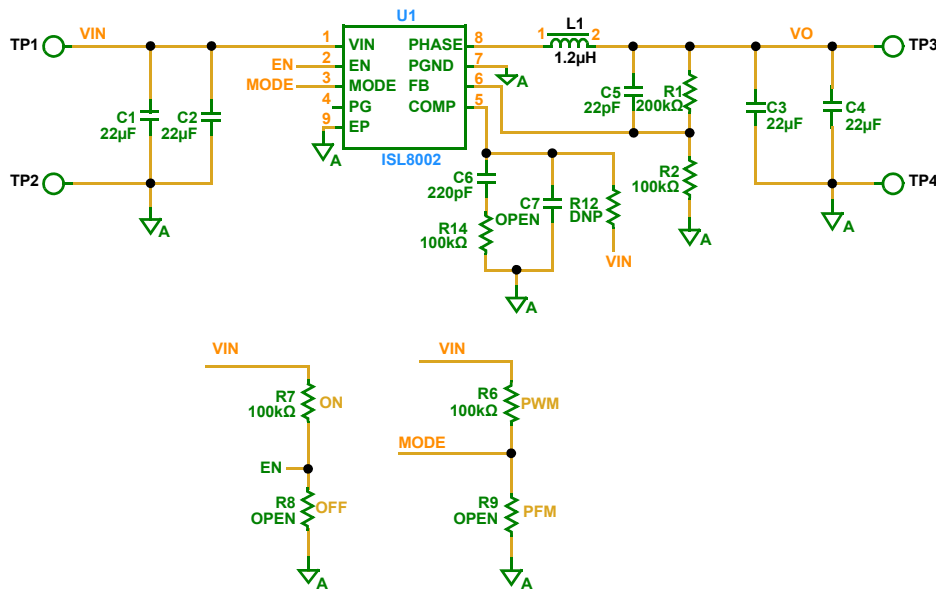 U1
TP1
VIN
1
VIN
PHASE
8
1
L1
2
1.2µH
VO
TP3
EN
2
EN
PGND
7
A
MODE
3
MODE
FB
6
4
PG
COMP
5
9
EP
A
ISL8002
C1
22µF
C2
22µF
C5
22pF
R1
200kΩ
C3
22µF
C4
22µF
TP2
A
C6
220pF
C7
OPEN
R12
DNP
R2
100kΩ
TP4
A
A
R14
100kΩ
VIN
A
VIN
R7
100kΩ
ON
EN
R8
OPEN
OFF
A
VIN
R6
100kΩ
PWM
MODE
R9
OPEN
PFM
A